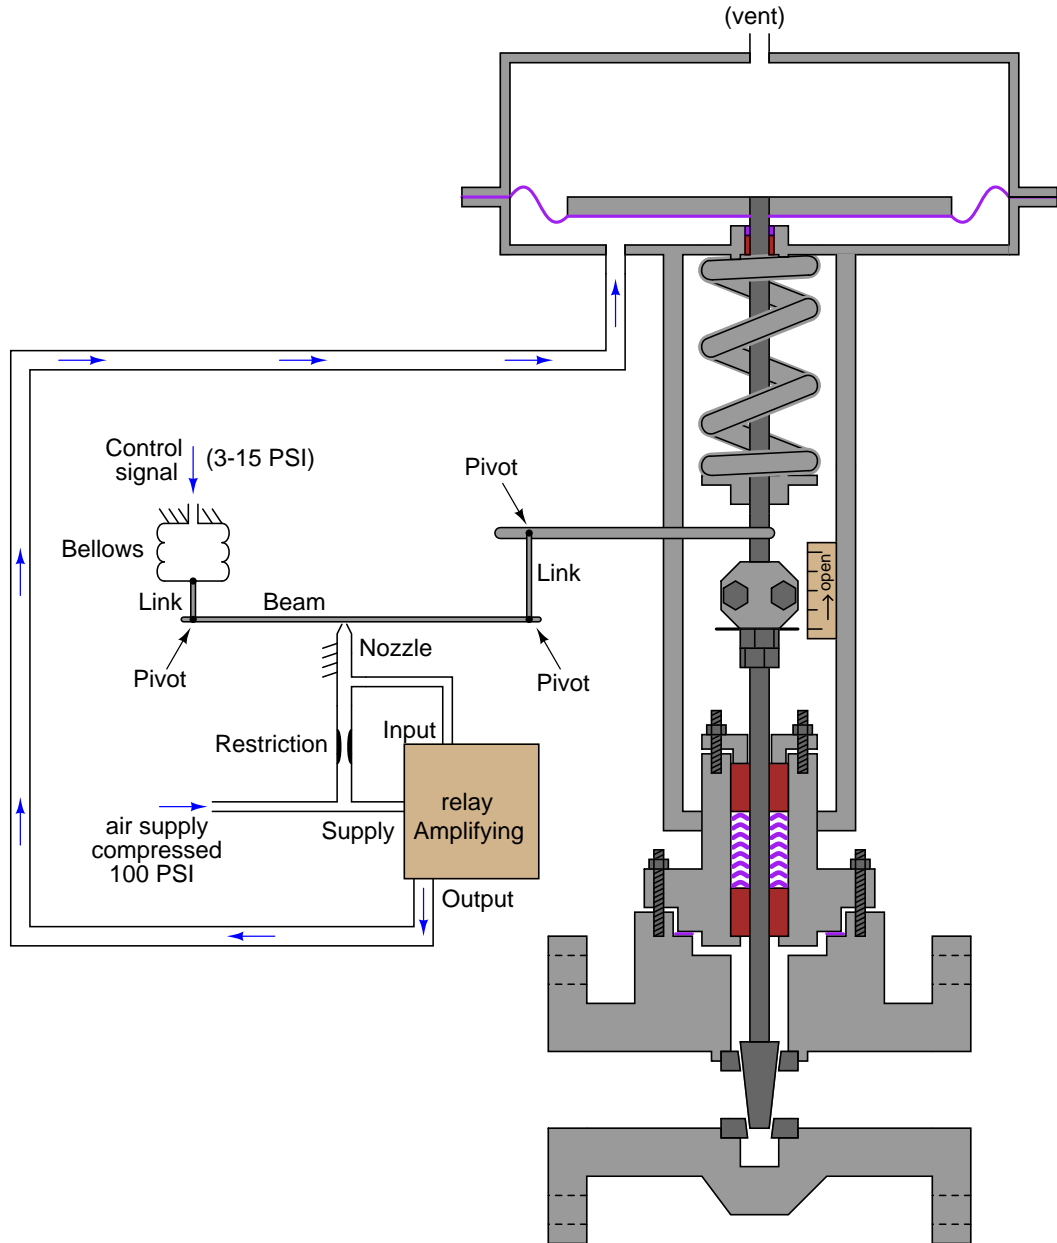 (vent)
Control
signal
(3-15 PSI)
Pivot
Bellows
Link
open
Link
Beam
Nozzle
Pivot
Pivot
Input
Restriction
relay
Amplifying
Supply
air supply
compressed
100 PSI
Output